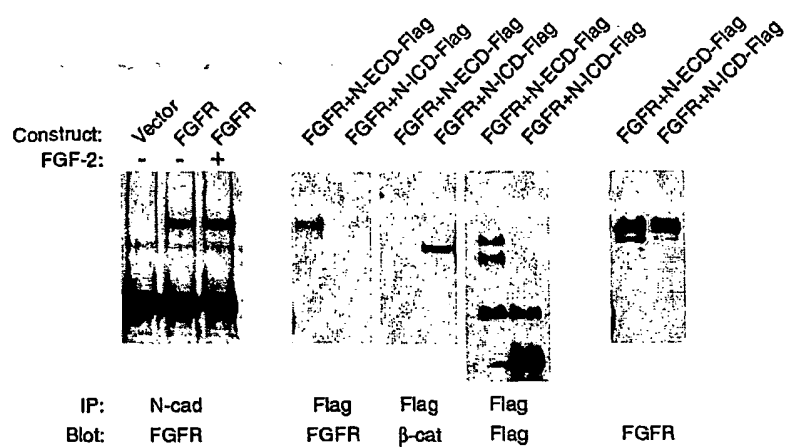 Construct: Vector FGFR FGFR FGFR+N-ECD-Flag FGFR+N-ICD-Flag FGFR+N-ECD-Flag FGFR+N-ICD-Flag FGFR+N-ECD-Flag FGFR+N-ICD-Flag FGFR+N-ECD-Flag FGFR+N-ICD-Flag
FGF-2: - - +
IP: N-cad Flag Flag Flag
Blot: FGFR FGFR β-cat Flag FGFR